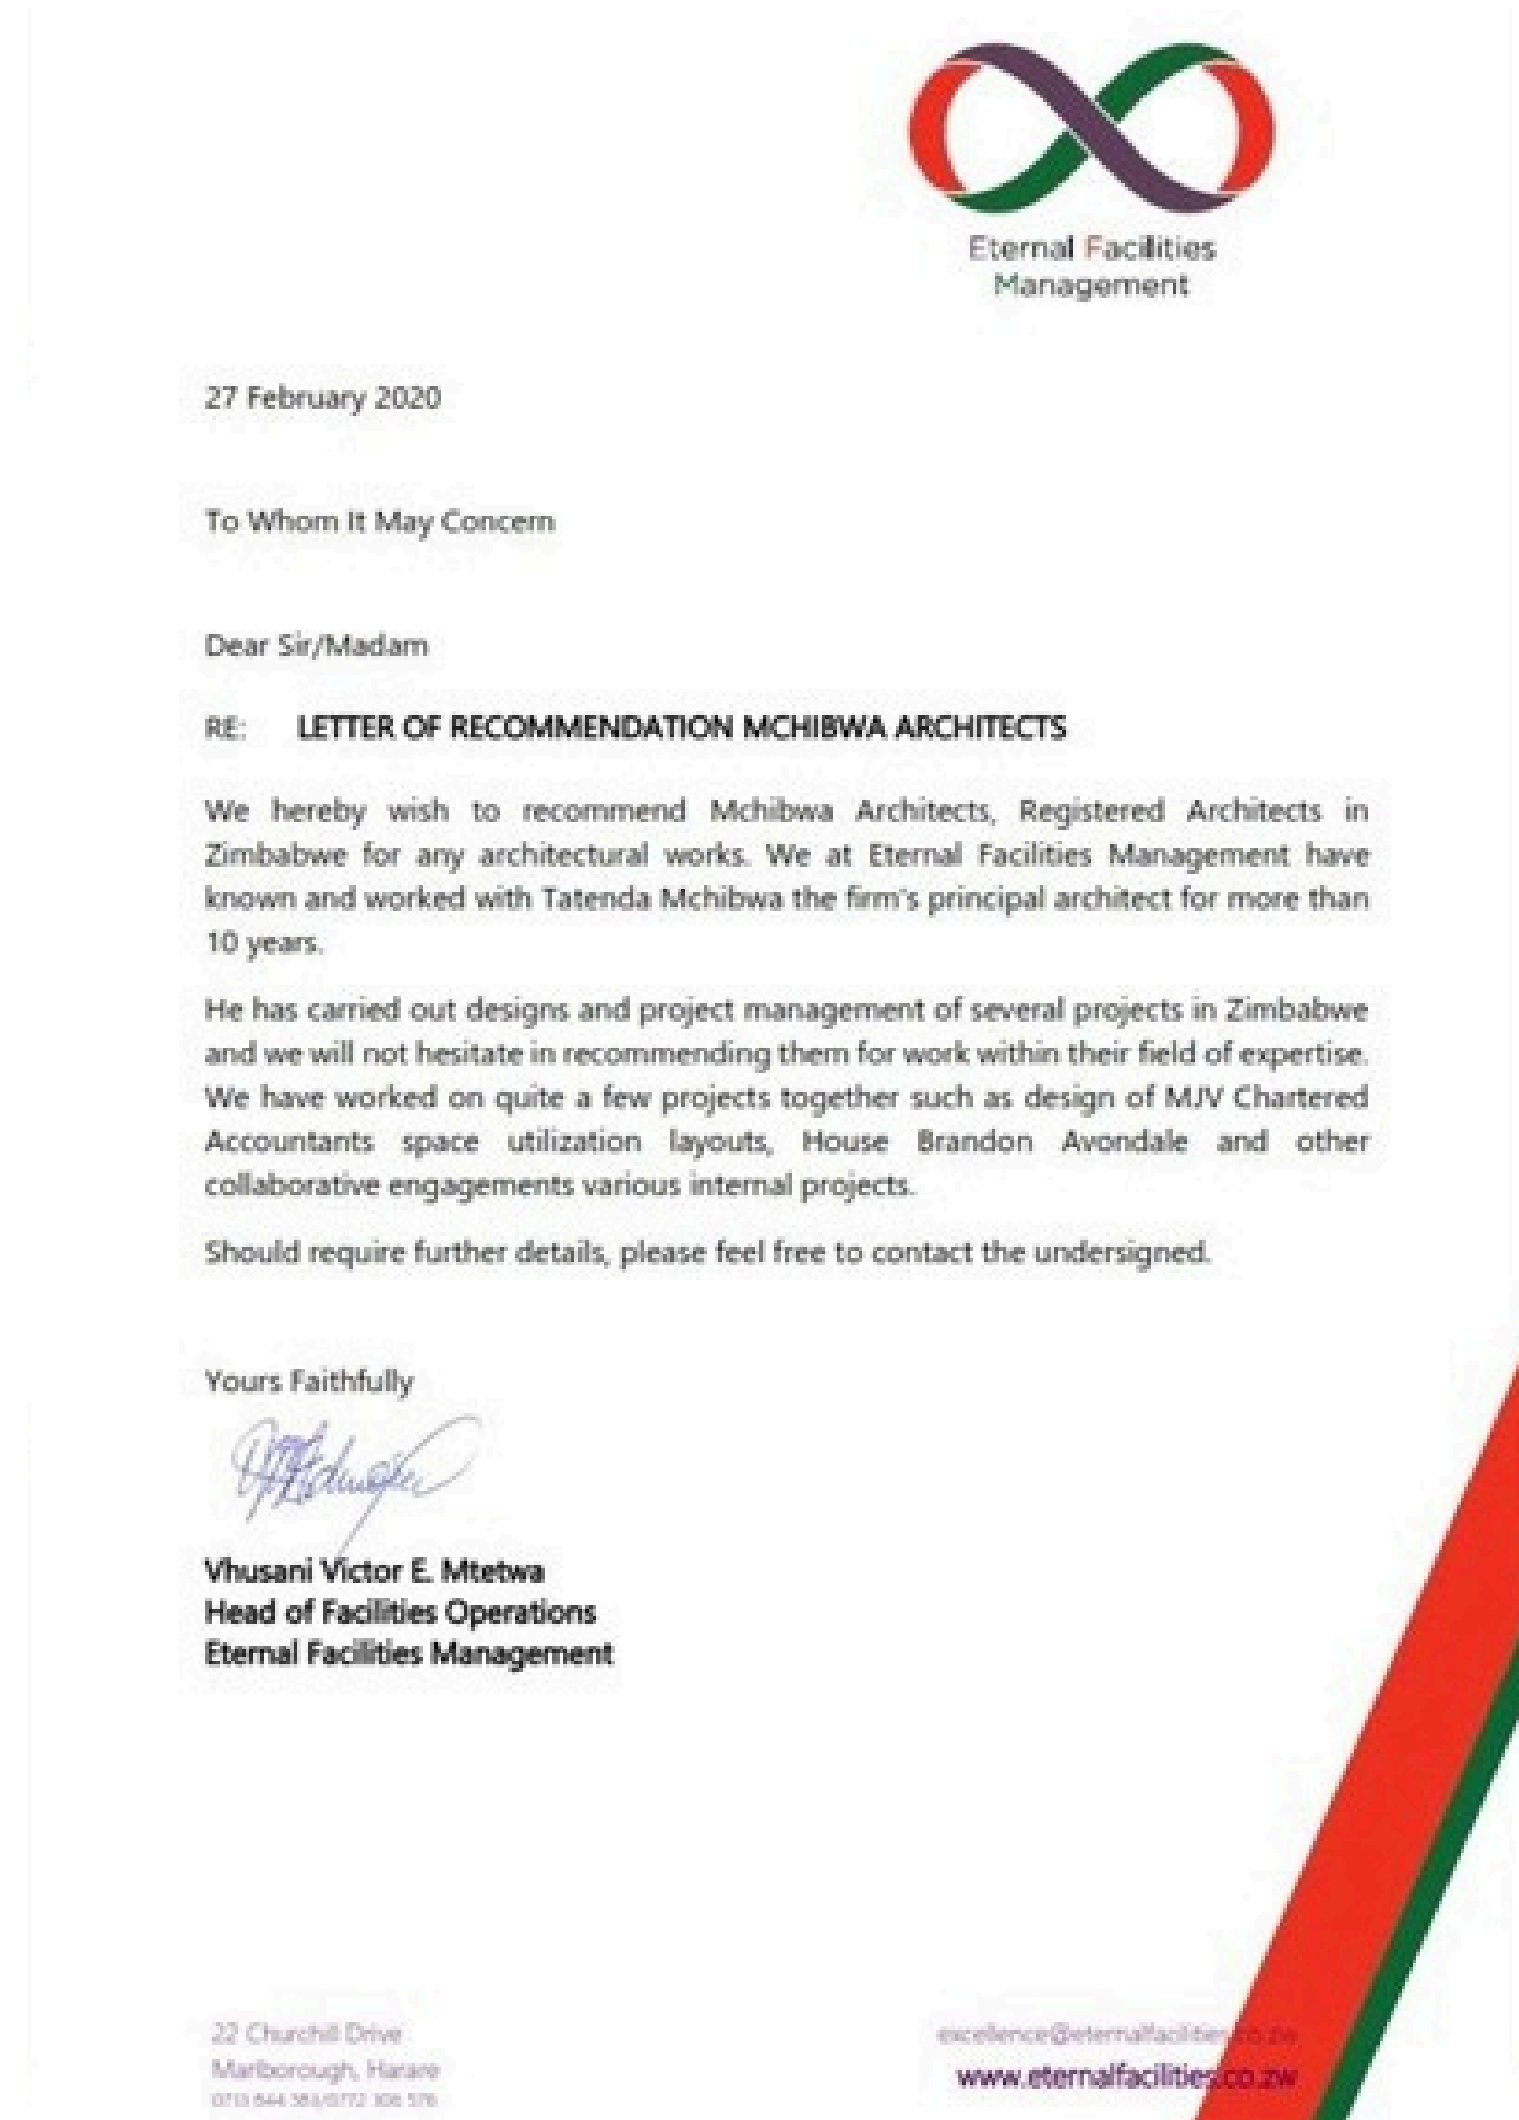 Eternal Facilities
Management
27 February 2020
To Whom It May Concern
Dear Sir/Madam
RE: LETTER OF RECOMMENDATION MCHIBWA ARCHITECTS
We hereby wish to recommend Mchibwa Architects, Registered Architects in
Zimbabwe for any architectural works. We at Eternal Facilities Management have
known and worked with Tatenda Mchibwa the firm's principal architect for more than
10 years.
He has carried out designs and project management of several projects in Zimbabwe
and we will not hesitate in recommending them for work within their field of expertise.
We have worked on quite a few projects together such as design of MJV Chartered
Accountants space utilization layouts, House Brandon Avondale and other
collaborative engagements various internal projects.
Should require further details, please feel free to contact the undersigned.
Yours Faithfully
Vhusani Victor E. Mtetwa
Head of Facilities Operations
Eternal Facilities Management
22 Churchill Drive
Marlborough, Harare
excellence@eternalfacilities.co.zw
www.eternalfacilities.co.zw